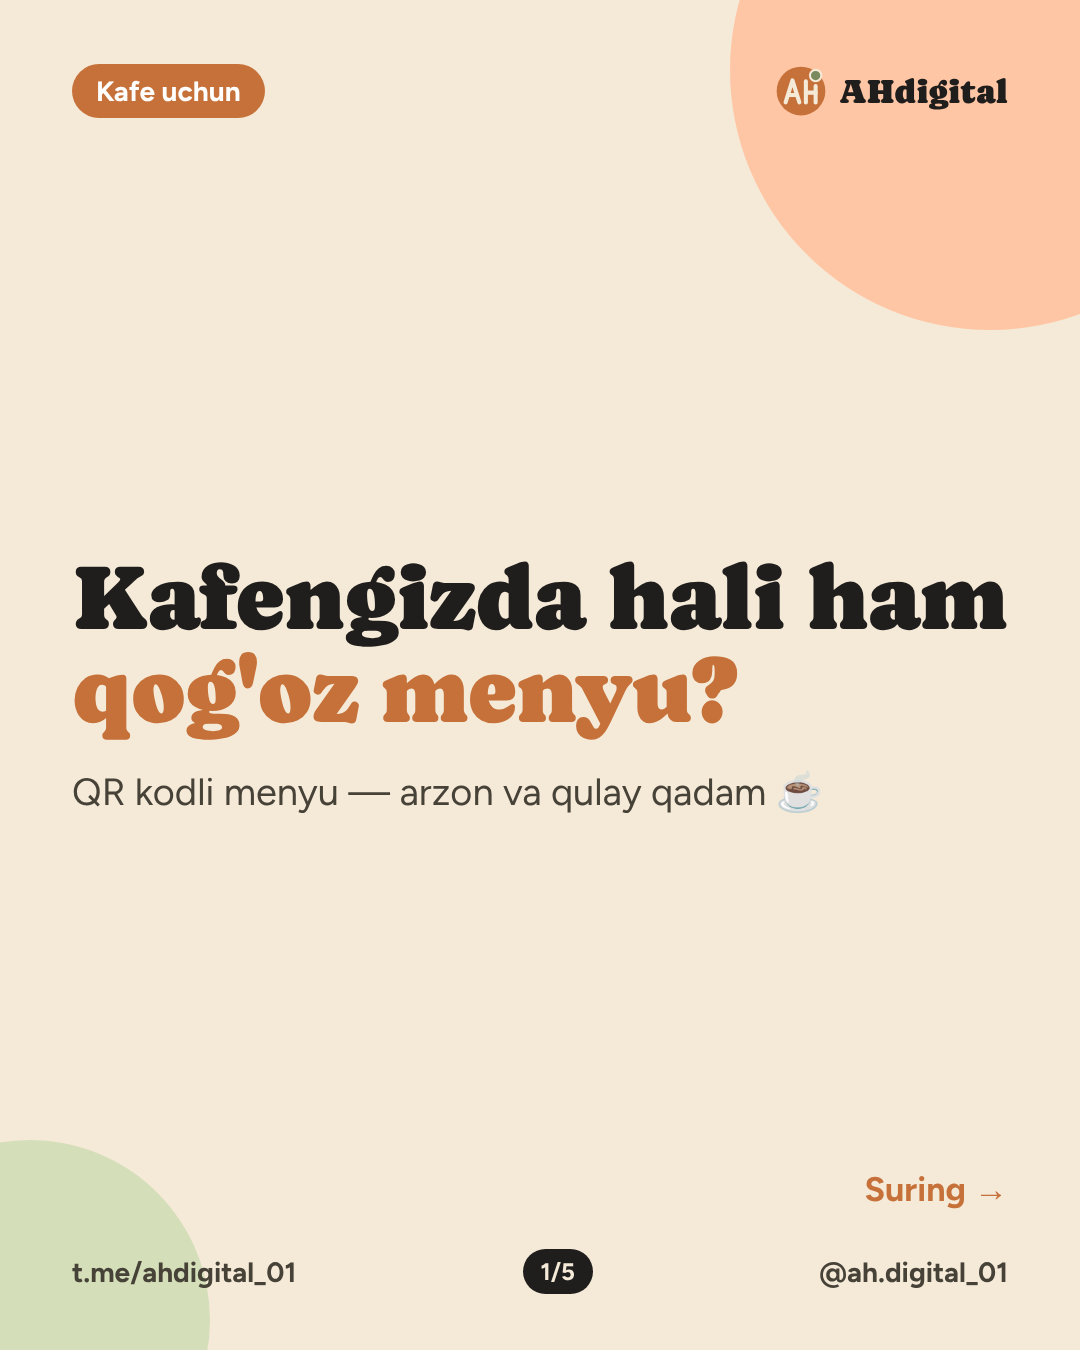 Kafe uchun
AH AHdigital
Kafengizda hali ham
qog'oz menyu?
QR kodli menyu — arzon va qulay qadam ☕
Suring →
t.me/ahdigital_01
1/5
@ah.digital_01